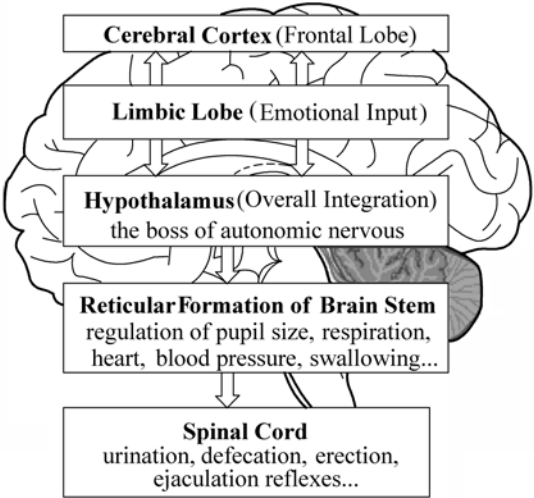 Cerebral Cortex (Frontal Lobe)
Limbic Lobe (Emotional Input)
Hypothalamus (Overall Integration)
the boss of autonomic nervous
Reticular Formation of Brain Stem
regulation of pupil size, respiration,
heart, blood pressure, swallowing...
Spinal Cord
urination, defecation, erection,
ejaculation reflexes...